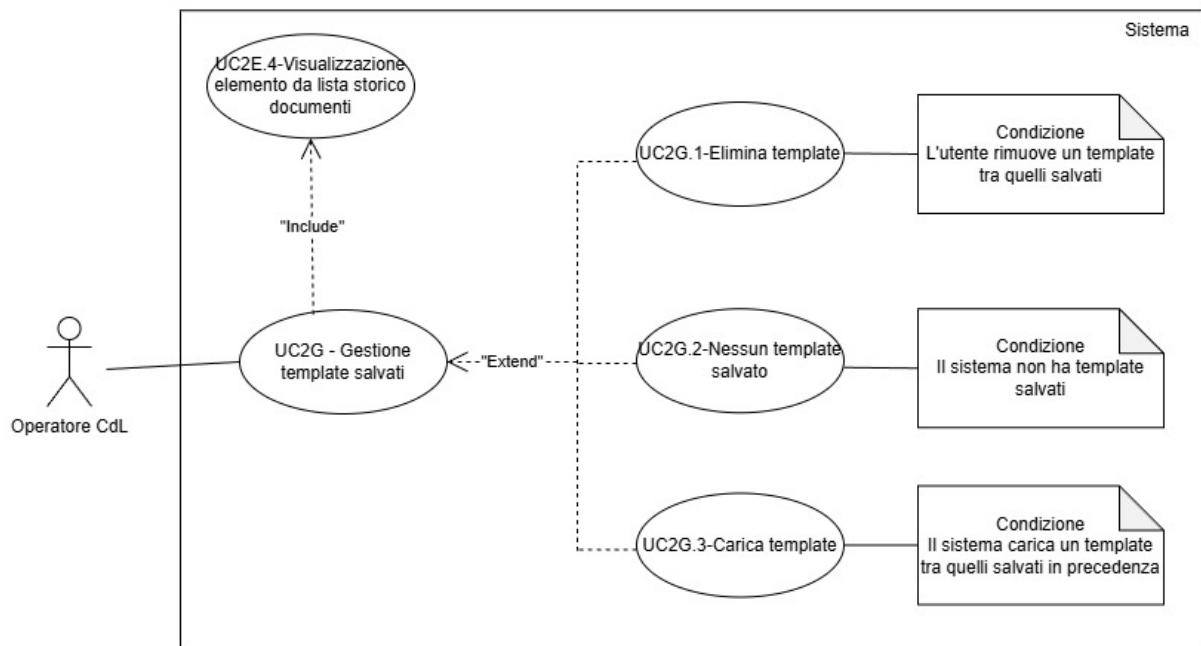 Sistema
UC2E.4-Visualizzazione
elemento da lista storico
documenti
UC2G.1-Elimina template
Condizione
L'utente rimuove un template
tra quelli salvati
"Include"
UC2G - Gestione
template salvati
"Extend"
UC2G.2-Nessun template
salvato
Condizione
Il sistema non ha template
salvati
Operatore CdL
UC2G.3-Carica template
Condizione
Il sistema carica un template
tra quelli salvati in precedenza